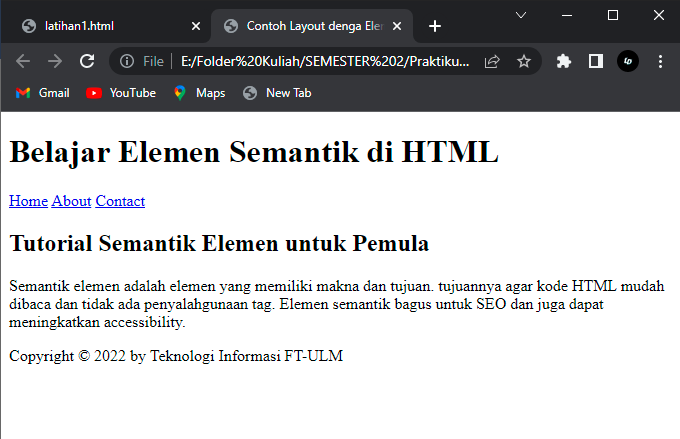 latihan1.html
Contoh Layout denga Eler
File
E:/Folder%20Kuliah/SEMESTER%202/Praktiku...
Gmail
YouTube
Maps
New Tab
Belajar Elemen Semantik di HTML
Home About Contact
Tutorial Semantik Elemen untuk Pemula
Semantik elemen adalah elemen yang memiliki makna dan tujuan. tujuannya agar kode HTML mudah
dibaca dan tidak ada penyalahgunaan tag. Elemen semantik bagus untuk SEO dan juga dapat
meningkatkan accessibility.
Copyright © 2022 by Teknologi Informasi FT-ULM